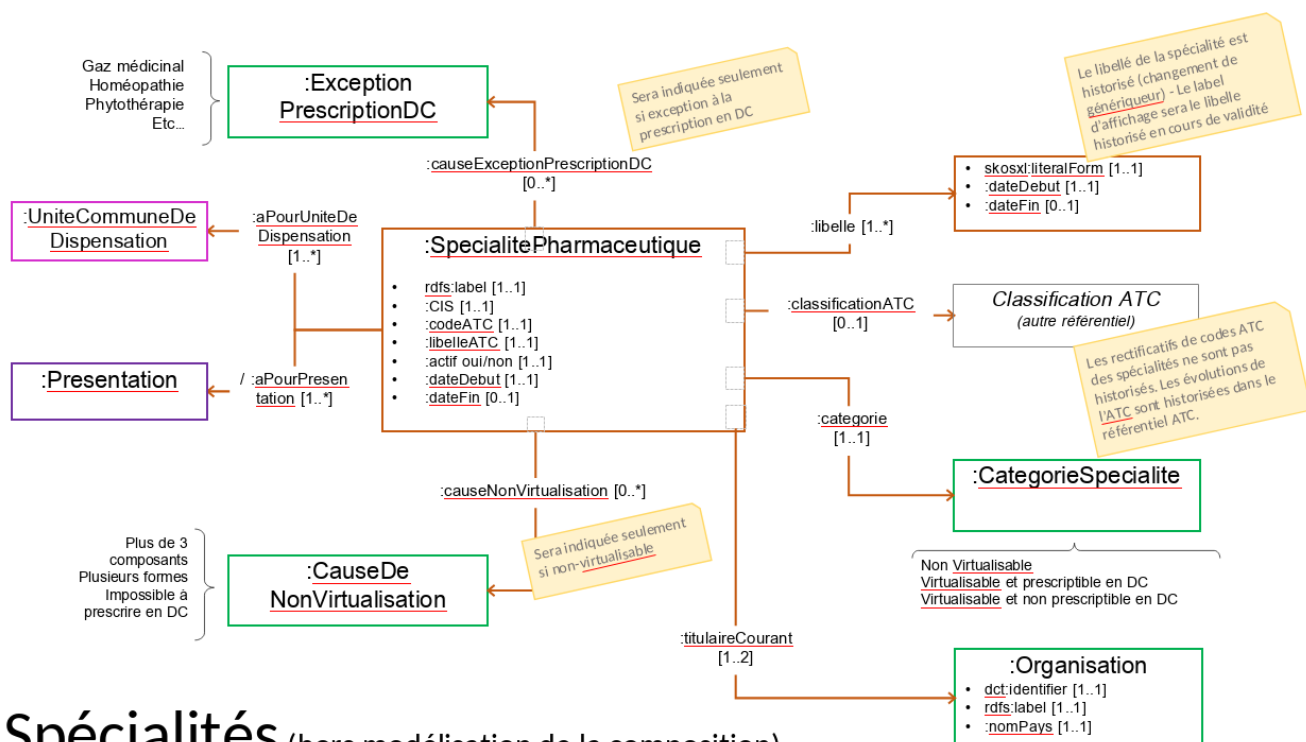 Gaz médicinal
Homéopathie
Phytothérapie
Etc…
:Exception
PrescriptionDC
Sera indiquée seulement
si exception à la
prescription en DC
Le libellé de la spécialité est
historisé (changement de
génériqueur) - Le label
d'affichage sera le libelle
historisé en cours de validité
:causeExceptionPrescriptionDC
[0..*]
• skosxl:literalForm [1..1]
• :dateDebut [1..1]
• :dateFin [0..1]
:UniteCommuneDe
Dispensation
:aPourUniteDe
Dispensation
[1..*]
:libelle [1..*]
:SpecialitePharmaceutique
• rdfs:label [1..1]
• :CIS [1..1]
• :codeATC [1..1]
• :libelleATC [1..1]
• :actif oui/non [1..1]
• :dateDebut [1..1]
• :dateFin [0..1]
:classificationATC
[0..1]
Classification ATC
(autre référentiel)
Les rectificatifs de codes ATC
des spécialités ne sont pas
historisés. Les évolutions de
l'ATC sont historisées dans le
référentiel ATC.
:Presentation
/ :aPourPresen
tation [1..*]
:categorie
[1..1]
:CategorieSpecialite
:causeNonVirtualisation [0..*]
Sera indiquée seulement
si non-virtualisable
Plus de 3
composants
Plusieurs formes
Impossible à
prescrire en DC
:CauseDe
NonVirtualisation
Non Virtualisable
Virtualisable et prescriptible en DC
Virtualisable et non prescriptible en DC
:titulaireCourant
[1..2]
:Organisation
• dct:identifier [1..1]
• rdfs:label [1..1]
• :nomPays [1..1]
Spécialités (hors modélisation de la composition)